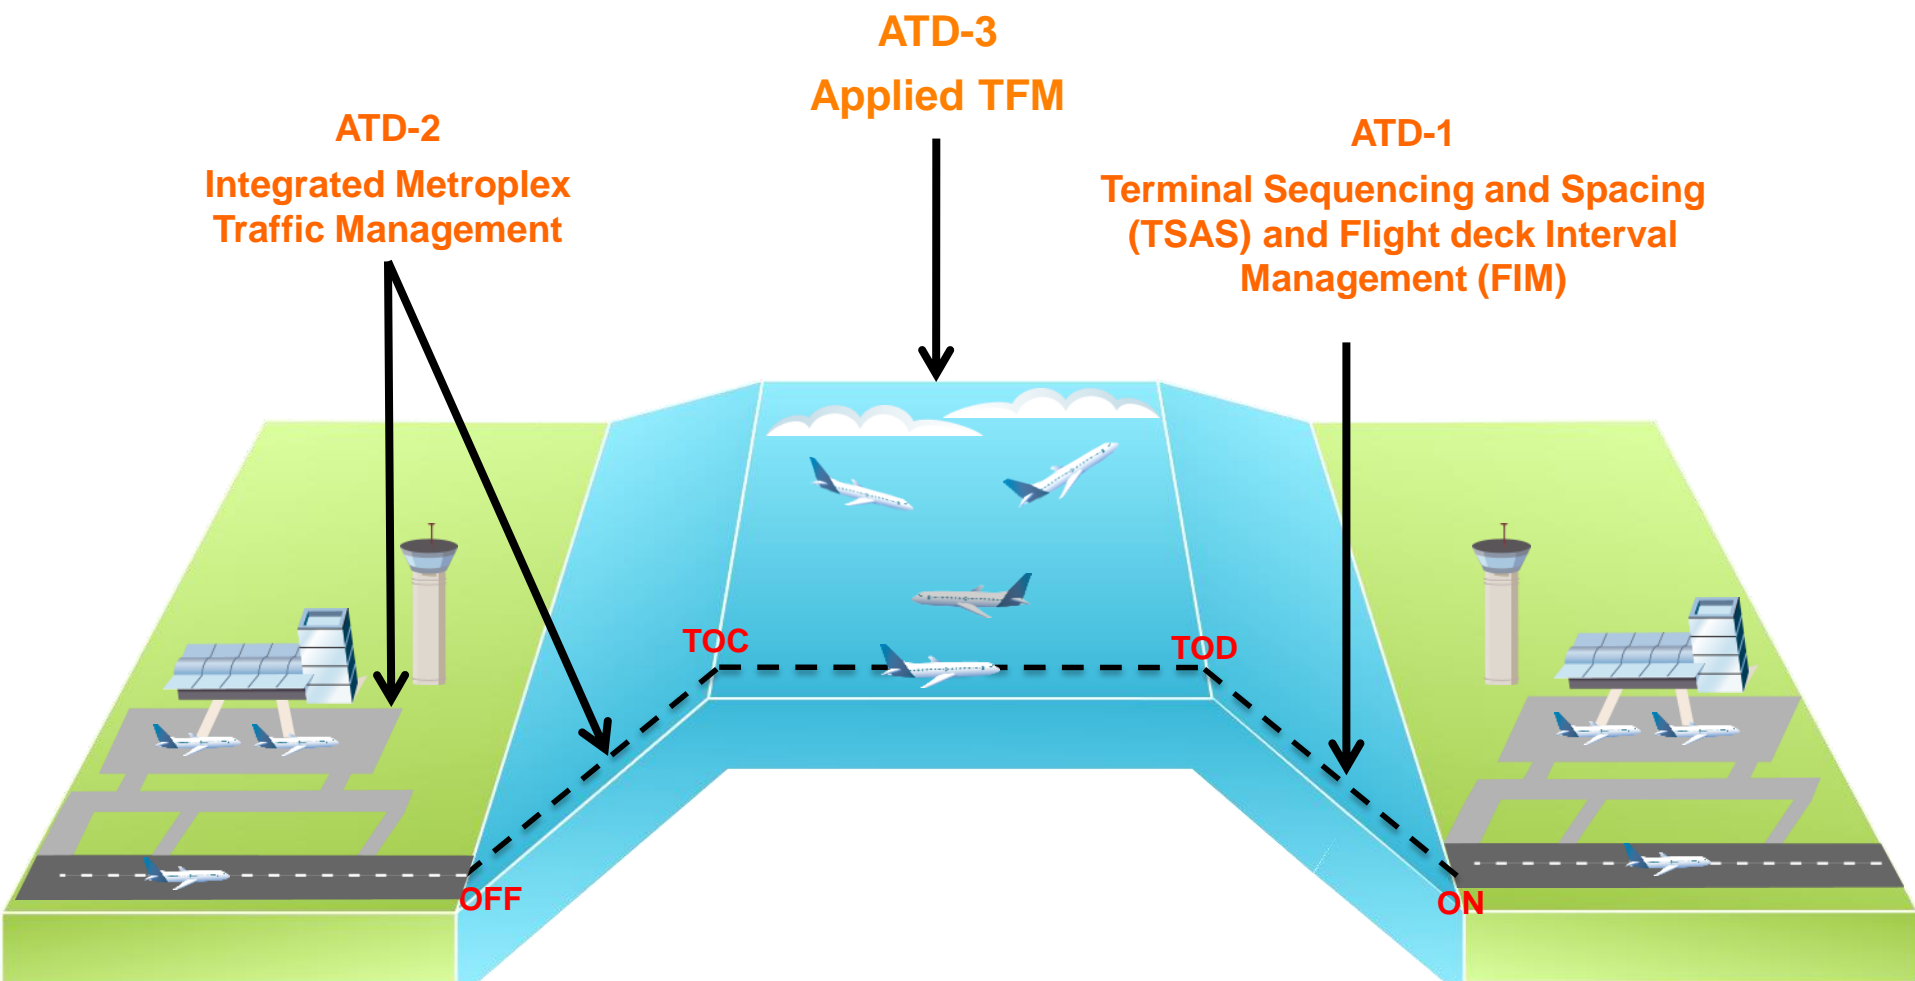 ATD-3
Applied TFM
ATD-2
Integrated Metroplex
Traffic Management
ATD-1
Terminal Sequencing and Spacing
(TSAS) and Flight deck Interval
Management (FIM)
TOC
TOD
OFF
ON